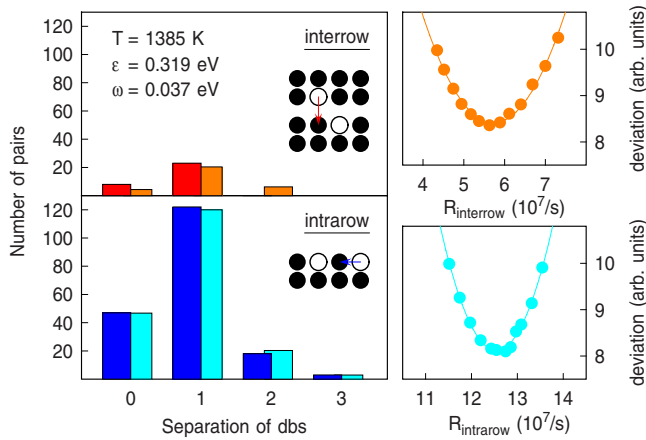 T = 1385 K
ε = 0.319 eV
ω = 0.037 eV
interrow
120
100
80
60
40
20
intrarow
120
100
80
60
40
20
Number of pairs
0 1 2 3
Separation of dbs
10
9
8
deviation (arb. units)
4 5 6 7
R_interrow (10^7/s)
10
9
8
deviation (arb. units)
11 12 13 14
R_intrarow (10^7/s)